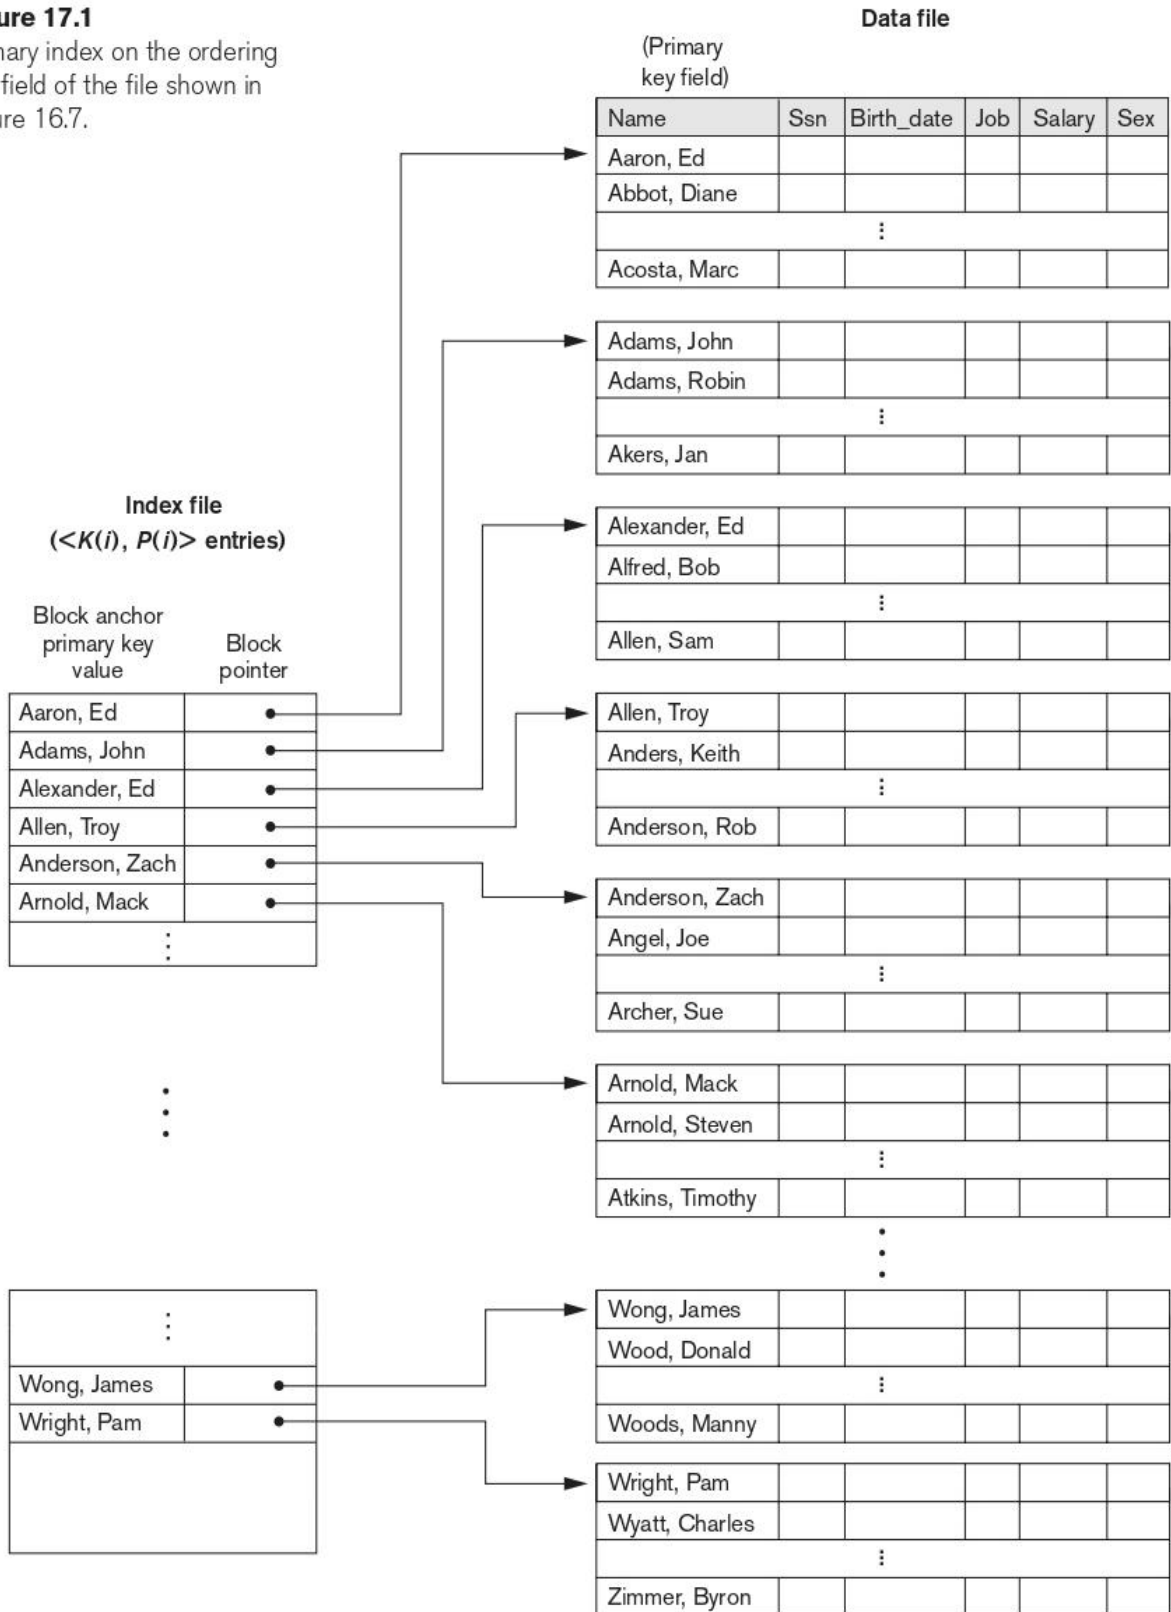 ure 17.1
nary index on the ordering
field of the file shown in
ure 16.7.
Data file
(Primary
key field)
Name Ssn Birth_date Job Salary Sex
Aaron, Ed
Abbot, Diane
Acosta, Marc
Adams, John
Adams, Robin
Akers, Jan
Alexander, Ed
Alfred, Bob
Allen, Sam
Allen, Troy
Anders, Keith
Anderson, Rob
Anderson, Zach
Angel, Joe
Archer, Sue
Arnold, Mack
Arnold, Steven
Atkins, Timothy
Wong, James
Wood, Donald
Woods, Manny
Wright, Pam
Wyatt, Charles
Zimmer, Byron
Index file
(<K(i), P(i)> entries)
Block anchor
primary key
value
Block
pointer
Aaron, Ed
Adams, John
Alexander, Ed
Allen, Troy
Anderson, Zach
Arnold, Mack
Wong, James
Wright, Pam